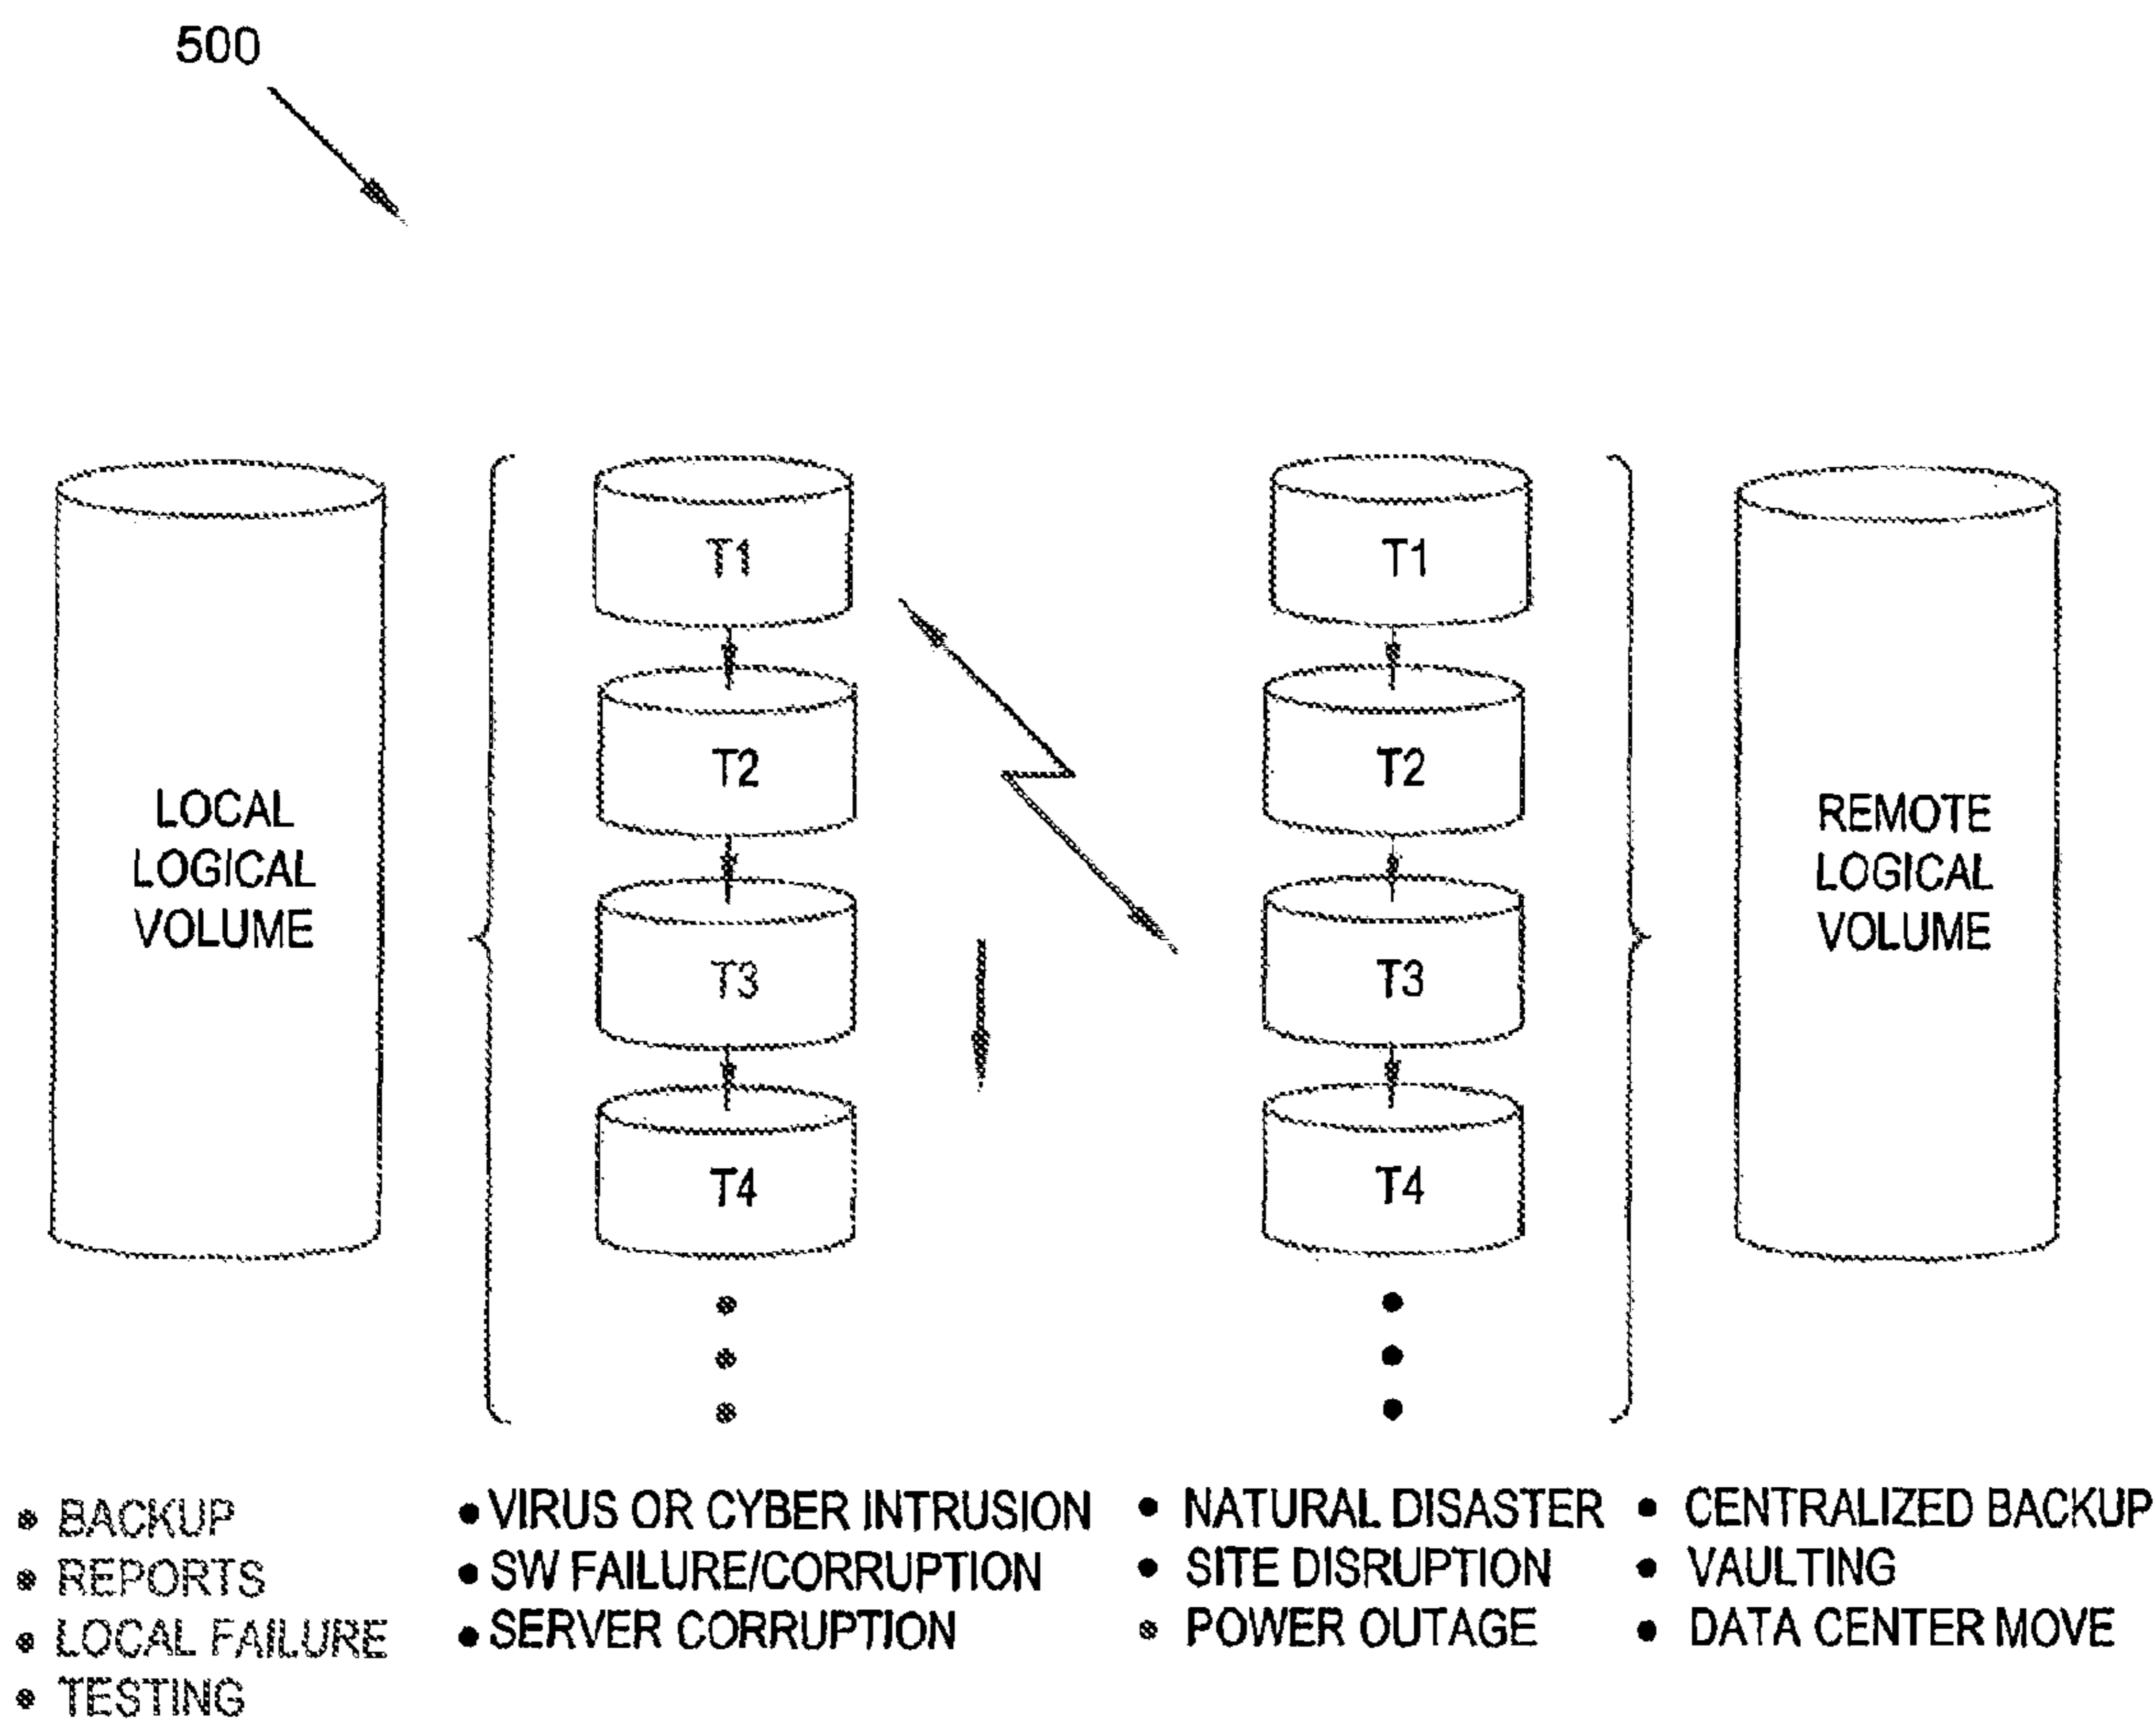 500
LOCAL
LOGICAL
VOLUME
T1
T2
T3
T4
T1
T2
T3
T4
REMOTE
LOGICAL
VOLUME
• BACKUP
• REPORTS
• LOCAL FAILURE
• TESTING
• VIRUS OR CYBER INTRUSION
• SW FAILURE/CORRUPTION
• SERVER CORRUPTION
• NATURAL DISASTER
• SITE DISRUPTION
• POWER OUTAGE
• CENTRALIZED BACKUP
• VAULTING
• DATA CENTER MOVE